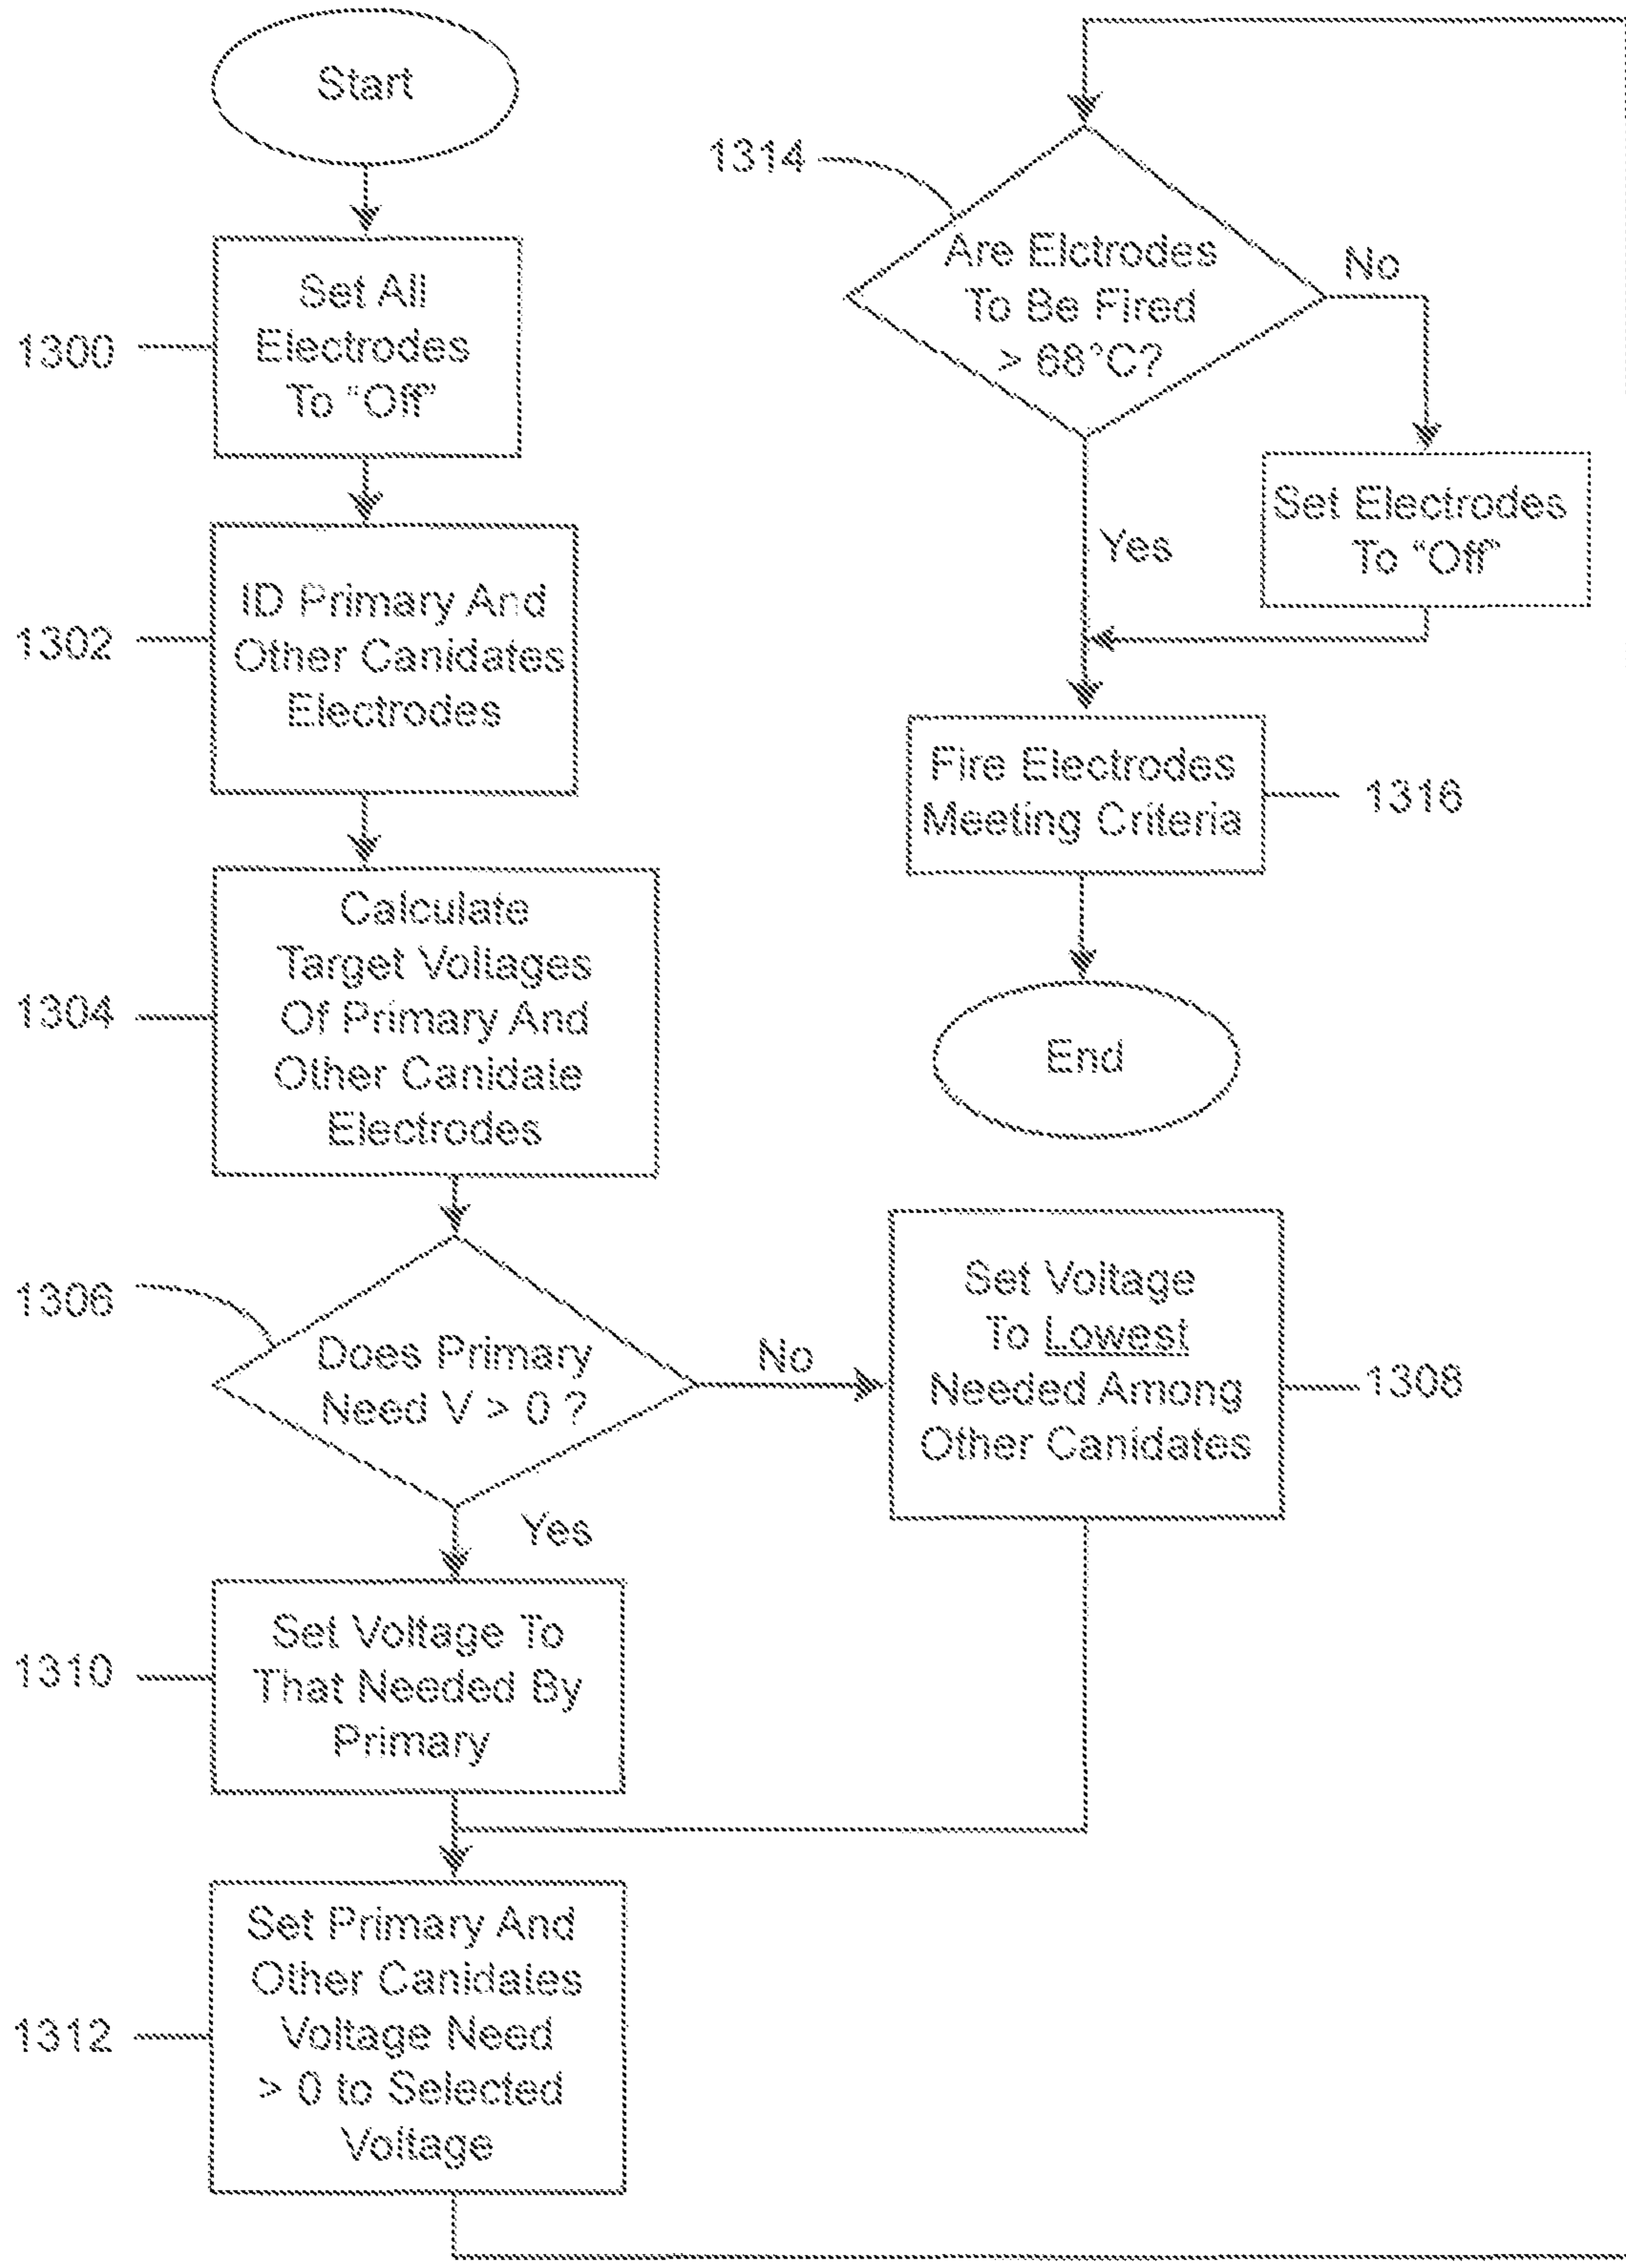 Start
1300
Set All
Electrodes
To “Off”
1302
ID Primary And
Other Canidates
Electrodes
1304
Calculate
Target Voltages
Of Primary And
Other Canidate
Electrodes
1306
Does Primary
Need V > 0 ?
No
Yes
Set Voltage
To Lowest
Needed Among
Other Canidates
1308
1310
Set Voltage To
That Needed By
Primary
1312
Set Primary And
Other Canidates
Voltage Need
> 0 to Selected
Voltage
1314
Are Elctrodes
To Be Fired
> 68°C?
No
Yes
Set Electrodes
To “Off”
Fire Electrodes
Meeting Criteria
1316
End